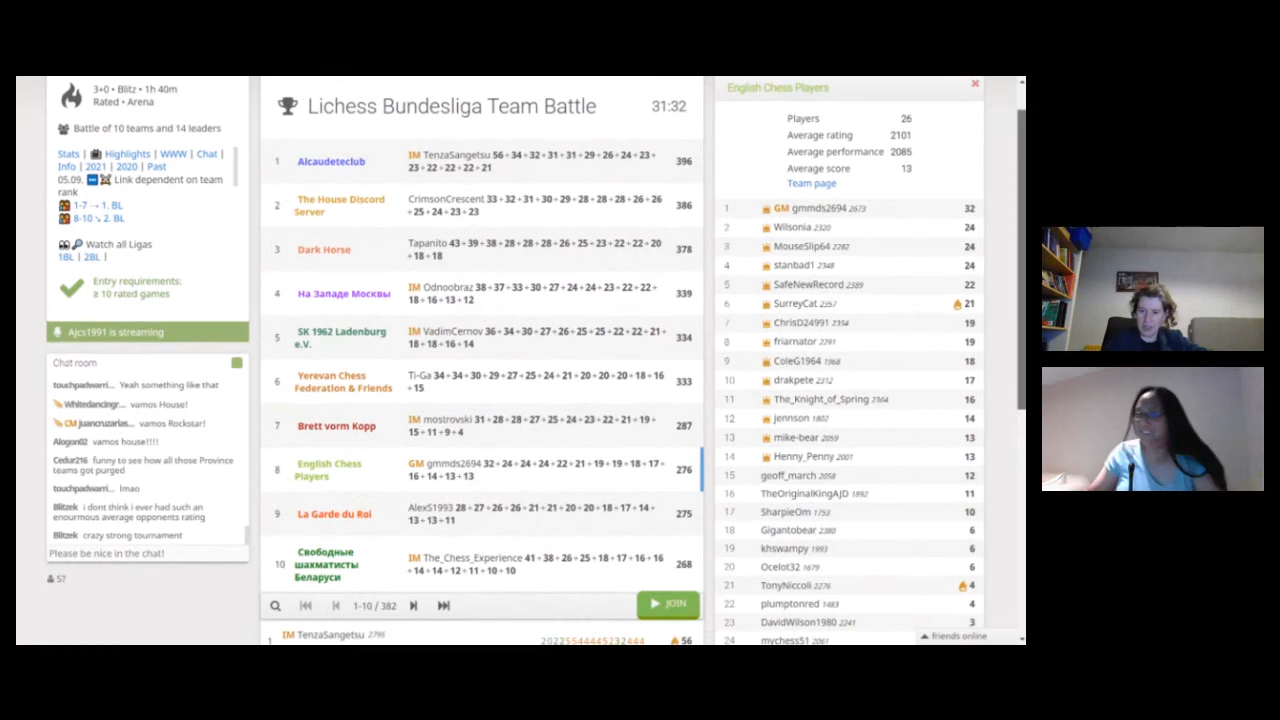 3+0 • Blitz • 1h 40m
Rated • Arena
Battle of 10 teams and 14 leaders
Stats | Highlights | WWW | Chat |
Info | 2021 | 2020 | Past
05.09. Link dependent on team
rank
1-7 → 1. BL
8-10 ↘ 2. BL
Watch all Ligas
1BL | 2BL |
Entry requirements:
≥ 10 rated games
Ajcs1991 is streaming
Chat room
touchpadwarri... Yeah something like that
Whitedancingr... vamos House!
CM juancruzarias... vamos Rockstar!
Alogon02 vamos house!!!!
Cedur216 funny to see how all those Province
teams got purged
touchpadwarri... lmao
Blitzek i dont think i ever had such an
enourmous average opponents rating
Blitzek crazy strong tournament
Please be nice in the chat!
57
Lichess Bundesliga Team Battle 31:32
1 Alcaudeteclub IM TenzaSangetsu 56+34+32+31+31+29+26+24+23+
23+22+22+22+21 396
2 The House Discord
Server CrimsonCrescent 33+32+31+30+29+28+28+28+26+26
+25+24+23+23 386
3 Dark Horse Tapanito 43+39+38+28+28+28+26+25+23+22+22+20
+18+18 378
4 На Западе Москвы IM Odnoobraz 38+37+33+30+27+24+24+23+22+22+
18+16+13+12 339
5 SK 1962 Ladenburg
e.V. IM VadimCernov 36+34+30+27+26+25+25+22+22+21+
18+18+16+14 334
6 Yerevan Chess
Federation & Friends Ti-Ga 34+34+30+29+27+25+24+21+20+20+20+18+16
+15 333
7 Brett vorm Kopp IM mostrovski 31+28+28+27+25+24+23+22+21+19+
15+11+9+4 287
8 English Chess
Players GM gmmds2694 32+24+24+24+22+21+19+19+18+17+
16+14+13+13 276
9 La Garde du Roi AlexS1993 28+27+26+26+21+21+20+20+18+17+14+
13+13+11 275
10 Свободные
шахматисты
Беларуси IM The_Chess_Experience 41+38+26+25+18+17+16+16
+14+14+12+11+10+10 268
1-10 / 382 JOIN
1 IM TenzaSangetsu 2795 56
English Chess Players
Players 26
Average rating 2101
Average performance 2085
Average score 13
Team page
1 GM gmmds2694 2673 32
2 Wilsonia 2320 24
3 MouseSlip64 2282 24
4 stanbad1 2348 24
5 SafeNewRecord 2389 22
6 SurreyCat 2357 21
7 ChrisD24991 2354 19
8 friarnator 2291 19
9 ColeG1964 1968 18
10 drakpete 2312 17
11 The_Knight_of_Spring 2364 16
12 jennson 1802 14
13 mike-bear 2059 13
14 Henny_Penny 2001 13
15 geoff_march 2058 12
16 TheOriginalKingAJD 1892 11
17 SharpieOm 1753 10
18 Gigantobear 2380 6
19 khswampy 1993 6
20 Ocelot32 1679 6
21 TonyNiccoli 2276 4
22 plumptonred 1483 4
23 DavidWilson1980 2241 3
24 mychess51 2061
friends online